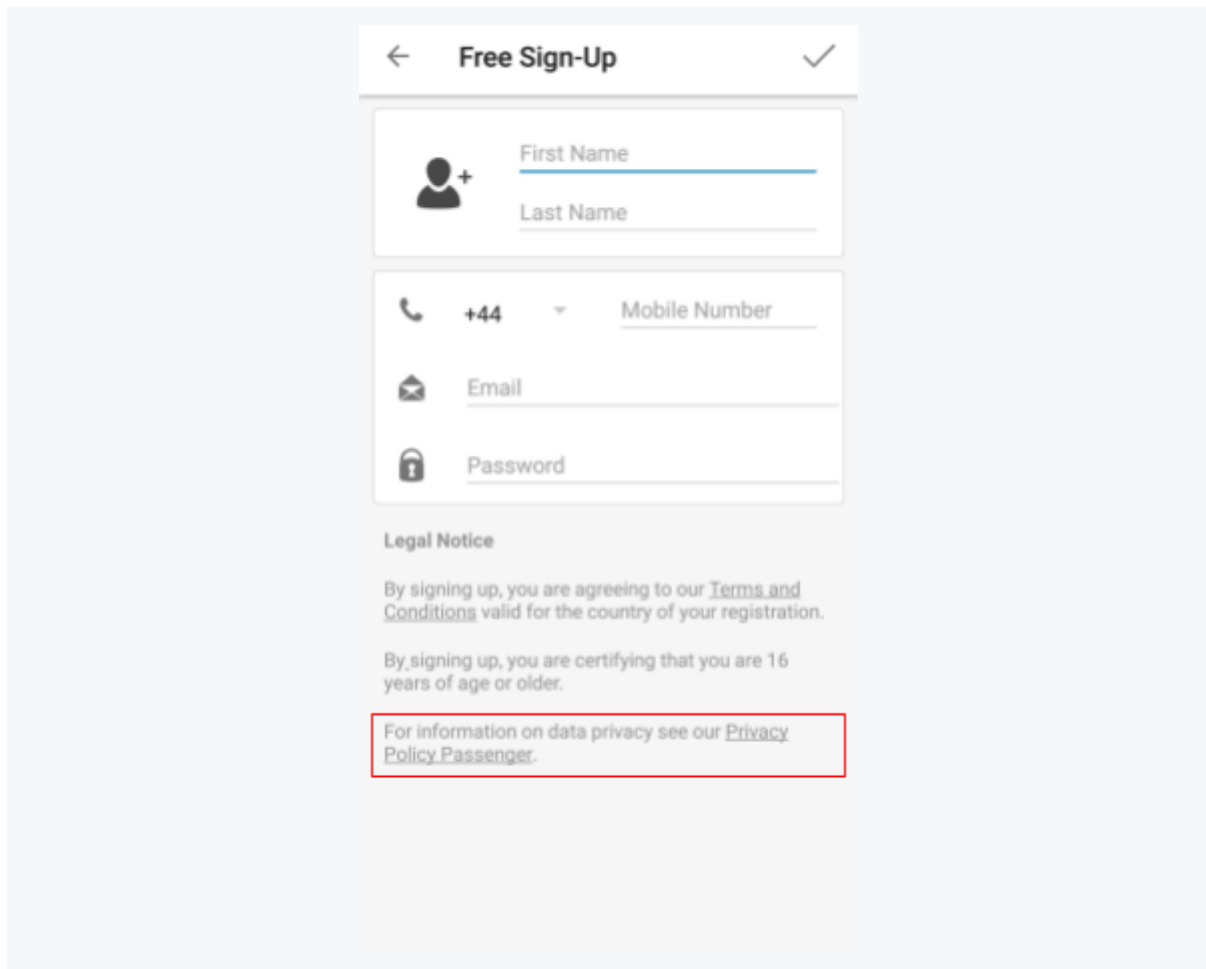 Free Sign-Up
First Name
Last Name
+44 Mobile Number
Email
Password
Legal Notice
By signing up, you are agreeing to our Terms and
Conditions valid for the country of your registration.
By signing up, you are certifying that you are 16
years of age or older.
For information on data privacy see our Privacy
Policy Passenger.